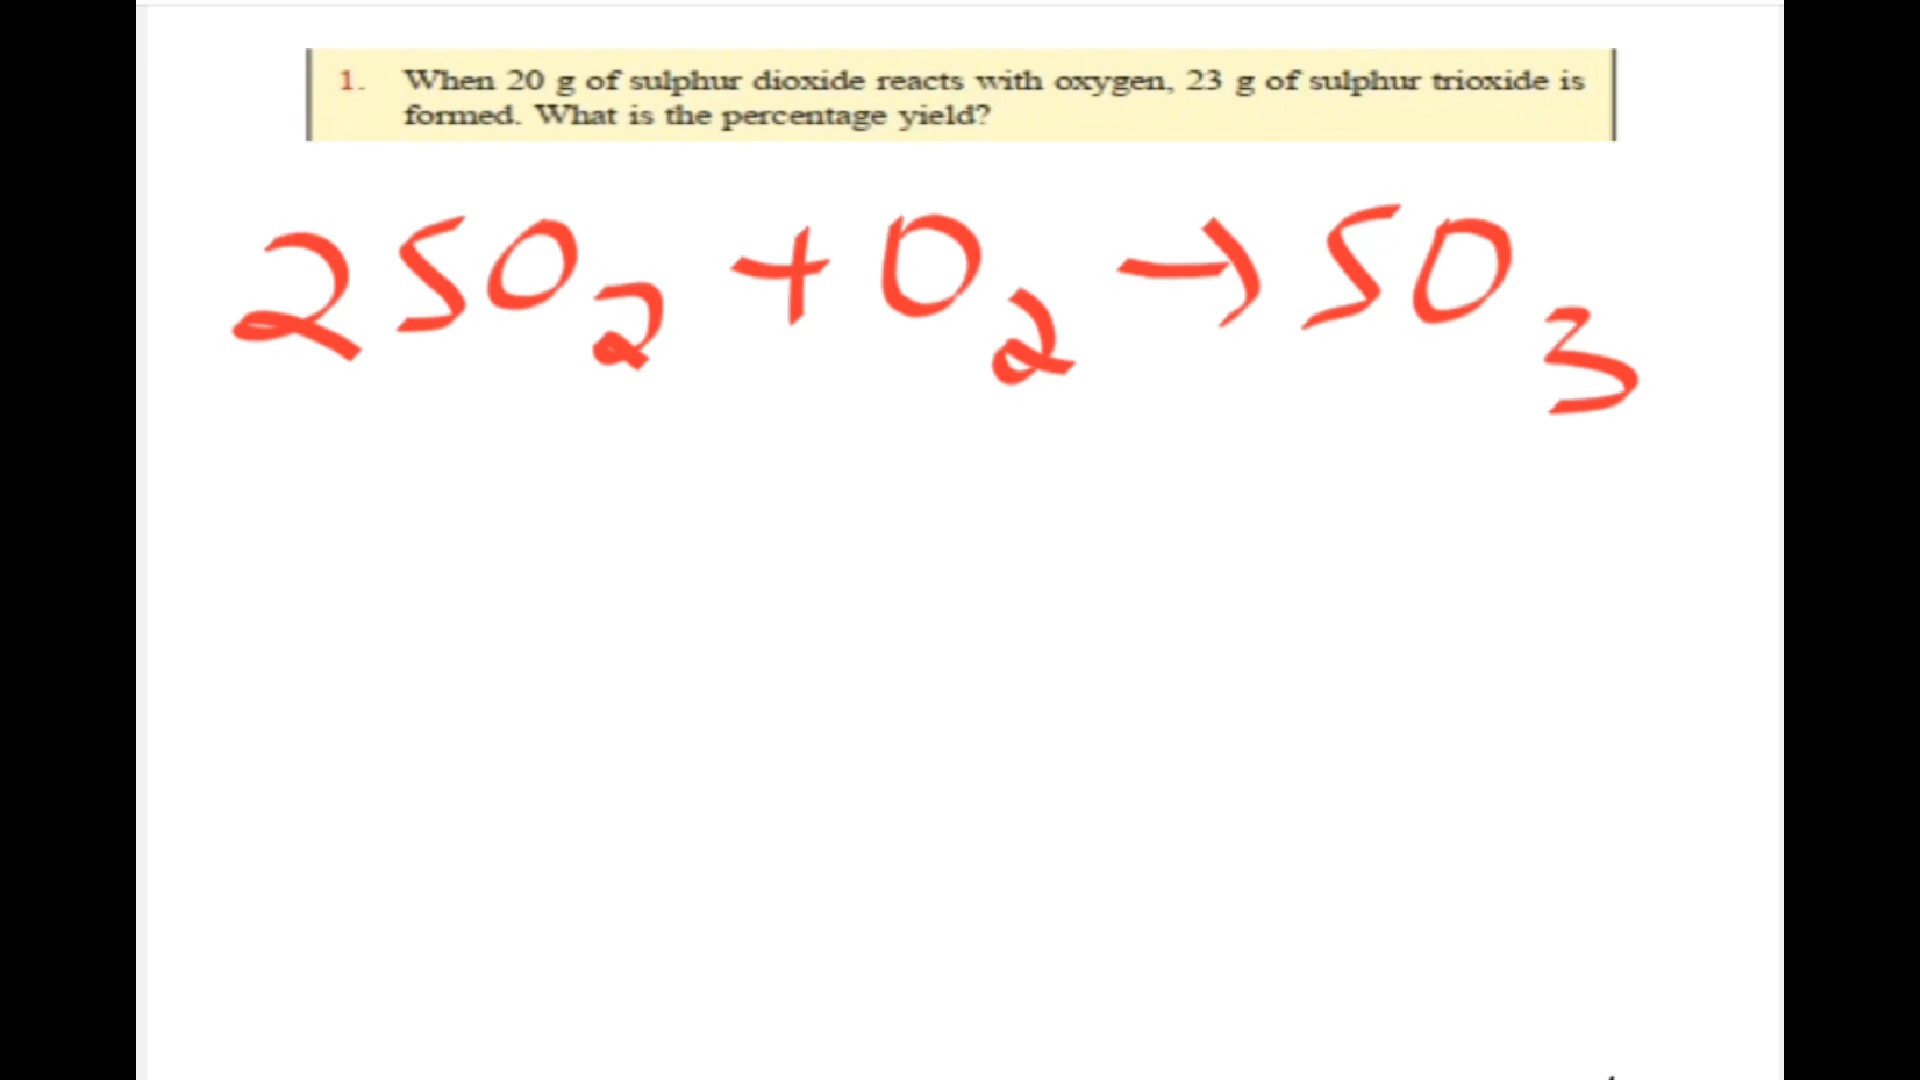 1. When 20 g of sulphur dioxide reacts with oxygen, 23 g of sulphur trioxide is
formed. What is the percentage yield?
2SO₂ + O₂ → SO₃